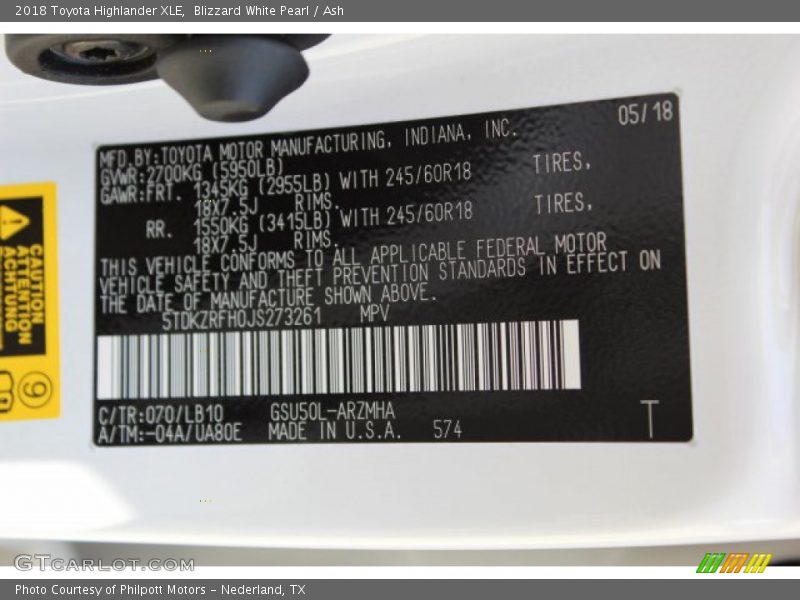 2018 Toyota Highlander XLE, Blizzard White Pearl / Ash
05/18
MFD.BY:TOYOTA MOTOR MANUFACTURING, INDIANA, INC.
GVWR:2700KG (5950LB)
GAWR:FRT. 1345KG (2955LB) WITH 245/60R18 TIRES,
18X7.5J RIMS.
RR. 1550KG (3415LB) WITH 245/60R18 TIRES,
18X7.5J RIMS.
THIS VEHICLE CONFORMS TO ALL APPLICABLE FEDERAL MOTOR
VEHICLE SAFETY AND THEFT PREVENTION STANDARDS IN EFFECT ON
THE DATE OF MANUFACTURE SHOWN ABOVE.
5TDKZRFH0JS273261 MPV
C/TR:070/LB10 GSU50L-ARZMHA
A/TM:-04A/UA80E MADE IN U.S.A. 574
T
CAUTION
ATTENTION
ACHTUNG
9
GTCARLOT.COM
Photo Courtesy of Philpott Motors - Nederland, TX